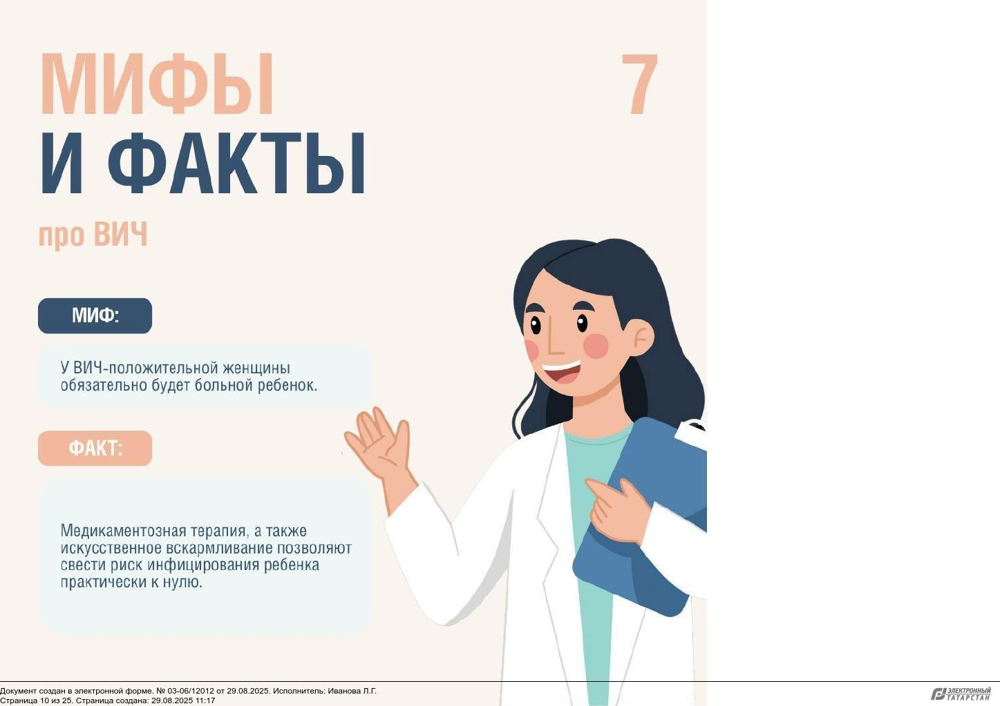 МИФЫ
И ФАКТЫ
про ВИЧ
7
МИФ:
У ВИЧ-положительной женщины
обязательно будет больной ребенок.
ФАКТ:
Медикаментозная терапия, а также
искусственное вскармливание позволяют
свести риск инфицирования ребенка
практически к нулю.
Документ создан в электронной форме. № 03-06/12012 от 29.08.2025. Исполнитель: Иванова Л.Г.
Страница 10 из 25. Страница создана: 29.08.2025 11:17
ЭЛЕКТРОННЫЙ
ТАТАРСТАН